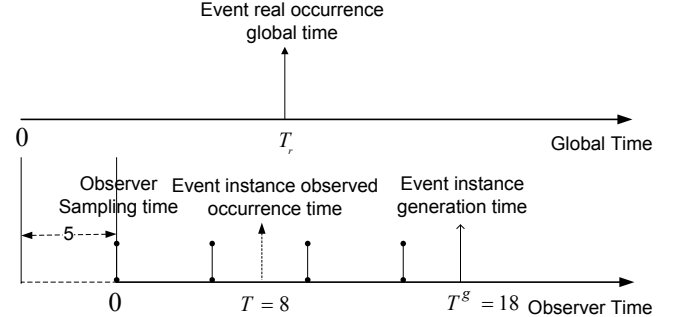 Event real occurrence
global time
0
T_r
Global Time
Observer
Sampling time
Event instance observed
occurrence time
Event instance
generation time
5
0
T = 8
T^g = 18
Observer Time